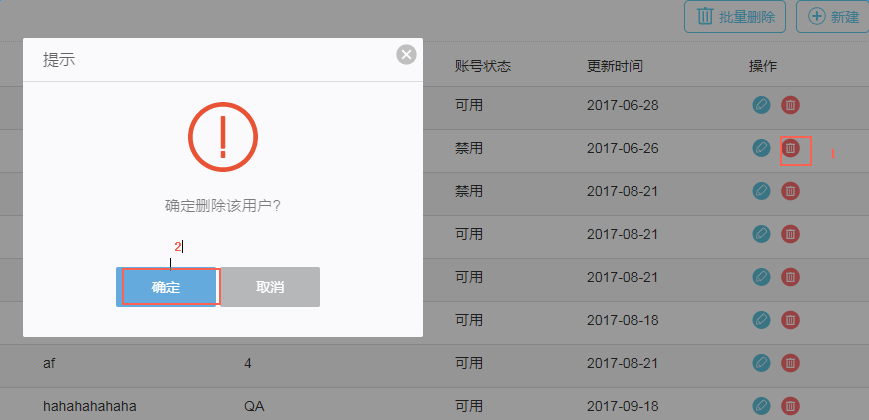 批量删除 新建
提示
账号状态 更新时间 操作
可用 2017-06-28
禁用 2017-06-26 1
禁用 2017-08-21
确定删除该用户?
可用 2017-08-21
2
可用 2017-08-21
确定 取消
可用 2017-08-18
af 4 可用 2017-08-21
hahahahahaha QA 可用 2017-09-18